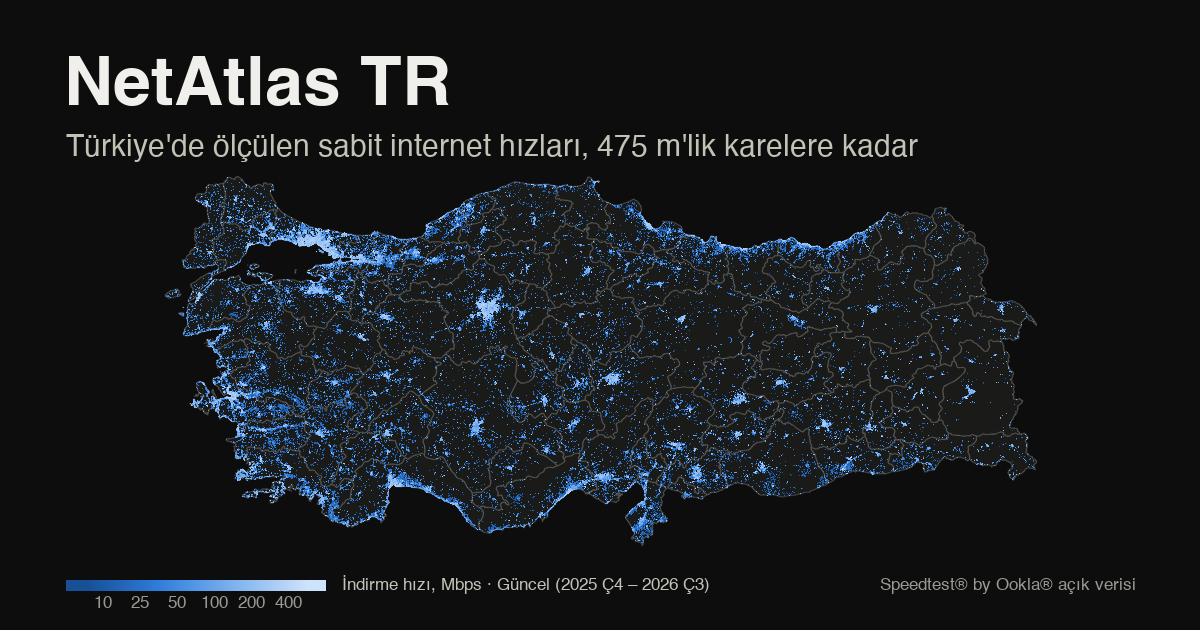 NetAtlas TR
Türkiye'de ölçülen sabit internet hızları, 475 m'lik karelere kadar
İndirme hızı, Mbps · Güncel (2025 Ç4 – 2026 Ç3)
Speedtest® by Ookla® açık verisi
10 25 50 100 200 400